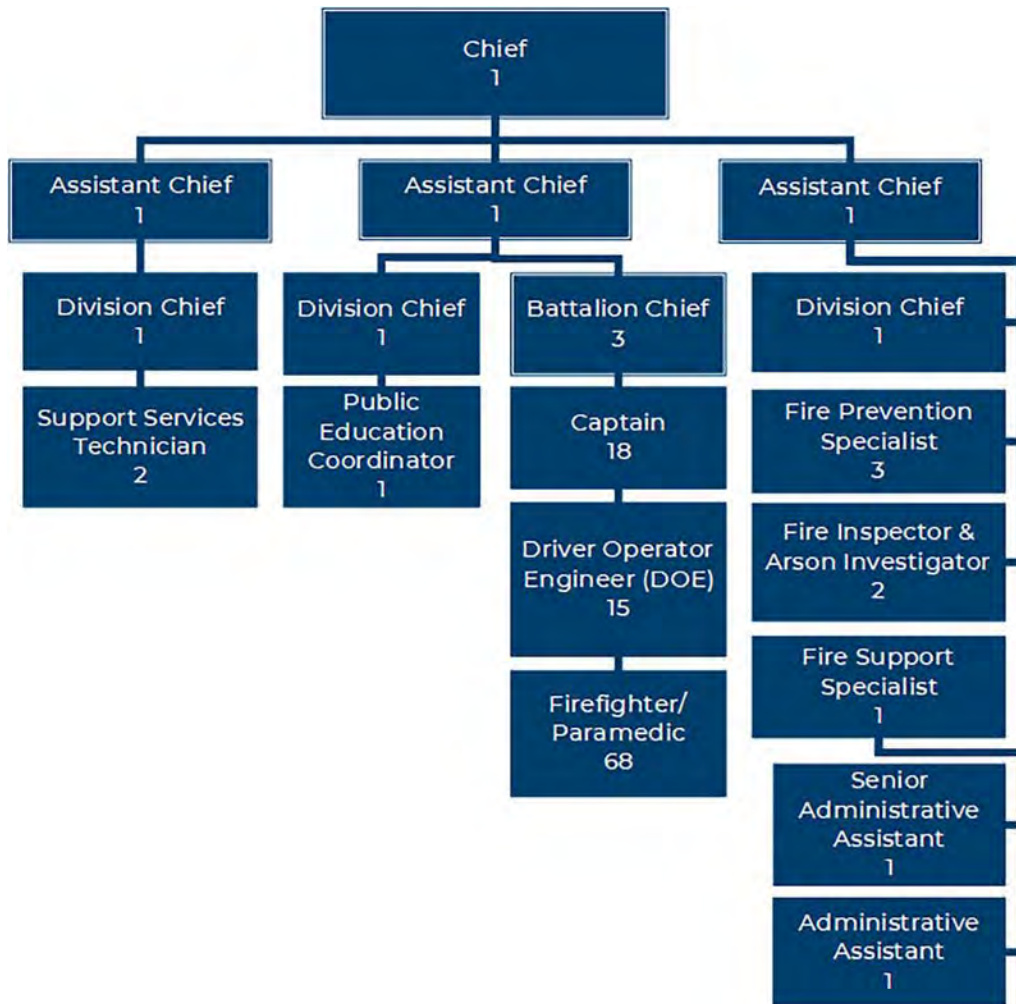 Chief
1
Assistant Chief
1
Assistant Chief
1
Assistant Chief
1
Division Chief
1
Division Chief
1
Battalion Chief
3
Division Chief
1
Support Services
Technician
2
Public
Education
Coordinator
1
Captain
18
Fire Prevention
Specialist
3
Driver Operator
Engineer (DOE)
15
Fire Inspector &
Arson Investigator
2
Firefighter/
Paramedic
68
Fire Support
Specialist
1
Senior
Administrative
Assistant
1
Administrative
Assistant
1